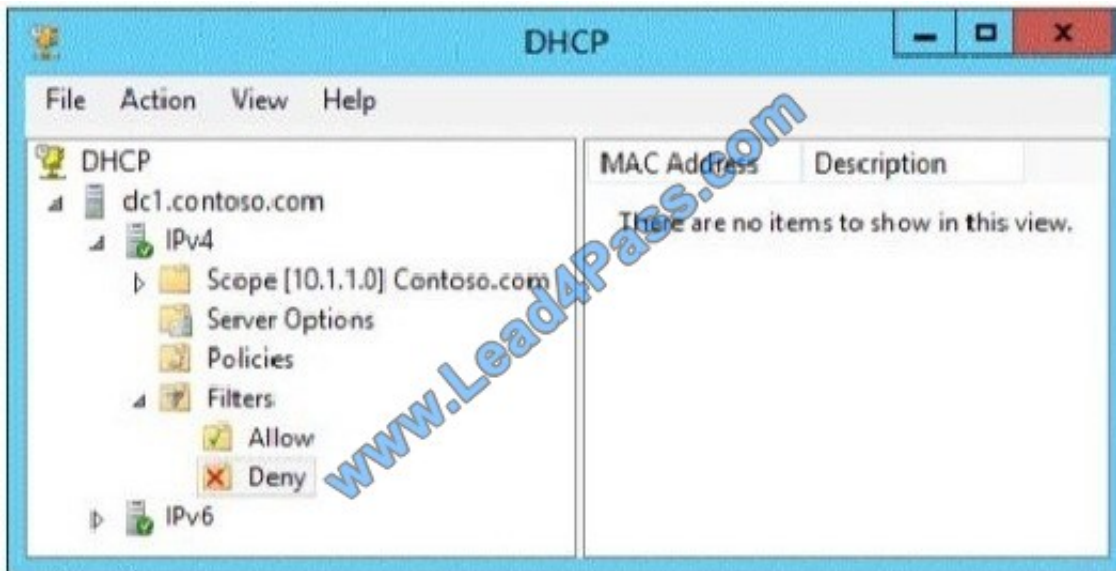 DHCP
File Action View Help
DHCP
dc1.contoso.com
IPv4
Scope [10.1.1.0] Contoso.com
Server Options
Policies
Filters
Allow
Deny
IPv6
MAC Address Description
There are no items to show in this view.
www.Lead4Pass.com